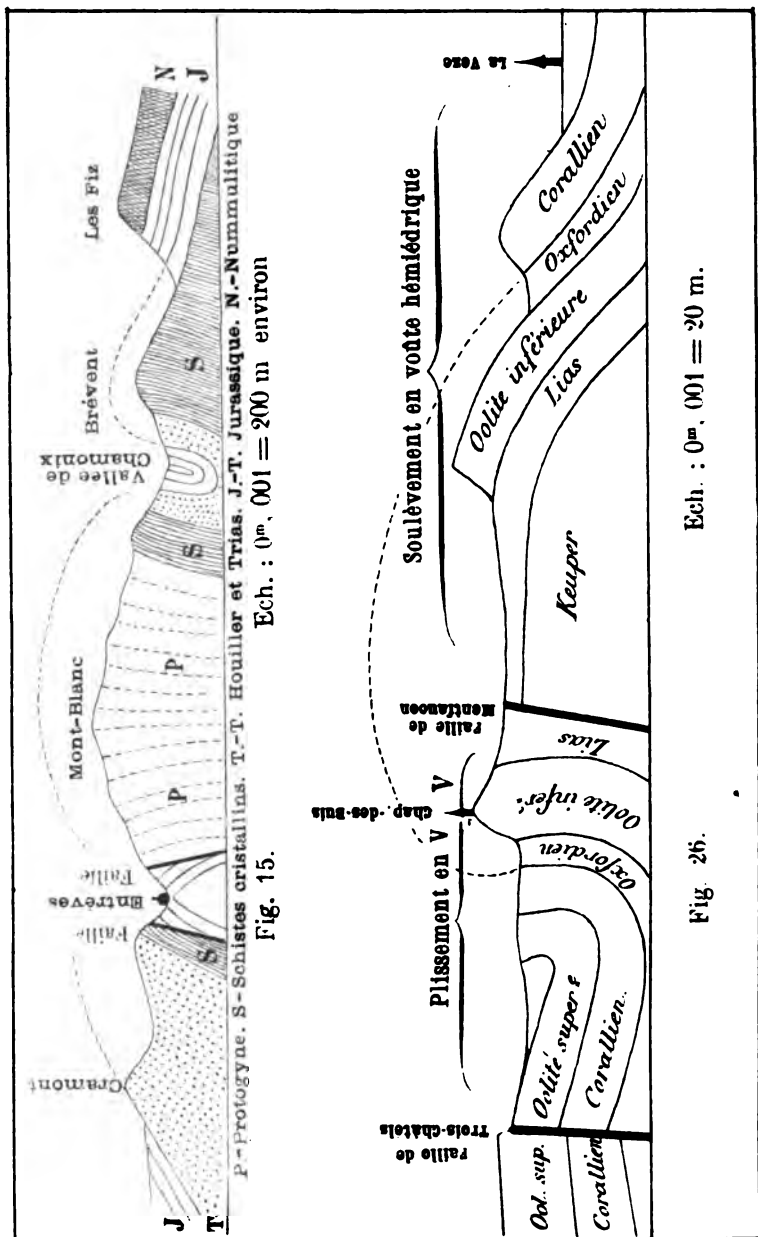 Les Fiz
N
J
Brévent
Vallée de
Chamonix
Mont-Blanc
S
S
P
P
Faille
Entrèves
Faille
S
Cramont
J
T
P-Protogyne. S-Schistes cristallins. T.-T. Houiller et Trias. J.-T. Jurassique. N.-Nummulitique
Fig. 15.
Ech. : 0m, 001 = 200 m environ
Plissement en V
V
Soulèvement en voûte hémiédrique
Faille de
Trois-Châtels
Chap. des-Buis
Faille de
Montfaucon
La Veze
Ool. sup.
Corallien
Oolité super e
Corallien.
Oxfordien
Oolite infer e
Lias
Keuper
Lias
Oolite inférieure
Oxfordien
Corallien
Fig. 26.
Ech. : 0m, 001 = 20 m.